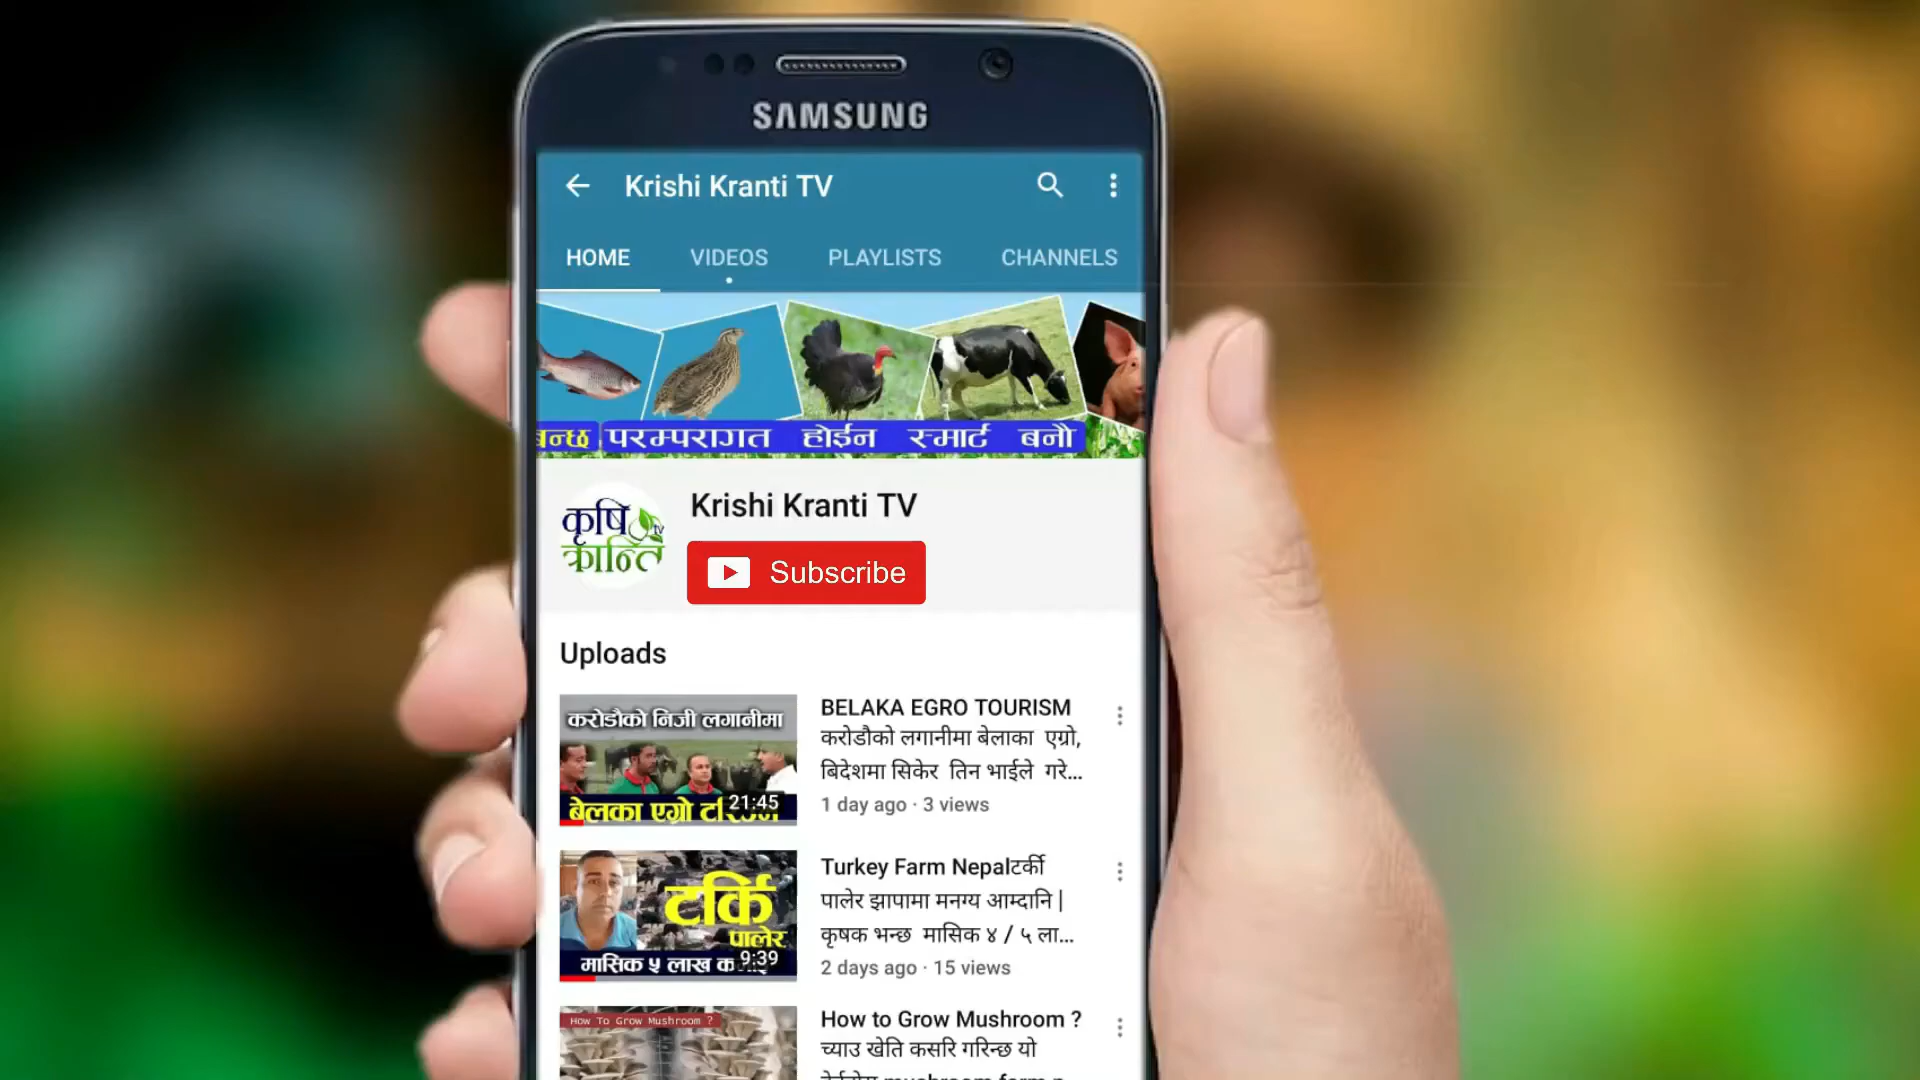 SAMSUNG
Krishi Kranti TV
HOME VIDEOS PLAYLISTS CHANNELS
बन्छ परम्परागत होईन स्मार्ट बनौ
कृषि tv
क्रान्ति
Krishi Kranti TV
Subscribe
Uploads
करोडौको निजी लगानीमा
बेलका एग्रो
21:45
BELAKA EGRO TOURISM
करोडौको लगानीमा बेलाका एग्रो,
बिदेशमा सिकेर तिन भाईले गरे...
1 day ago · 3 views
टर्कि
पालेर
मासिक ५ लाख
9:39
Turkey Farm Nepalटर्की
पालेर झापामा मनग्य आम्दानि |
कृषक भन्छ मासिक ४ / ५ ला...
2 days ago · 15 views
How To Grow Mushroom ?
How to Grow Mushroom ?
च्याउ खेति कसरि गरिन्छ यो